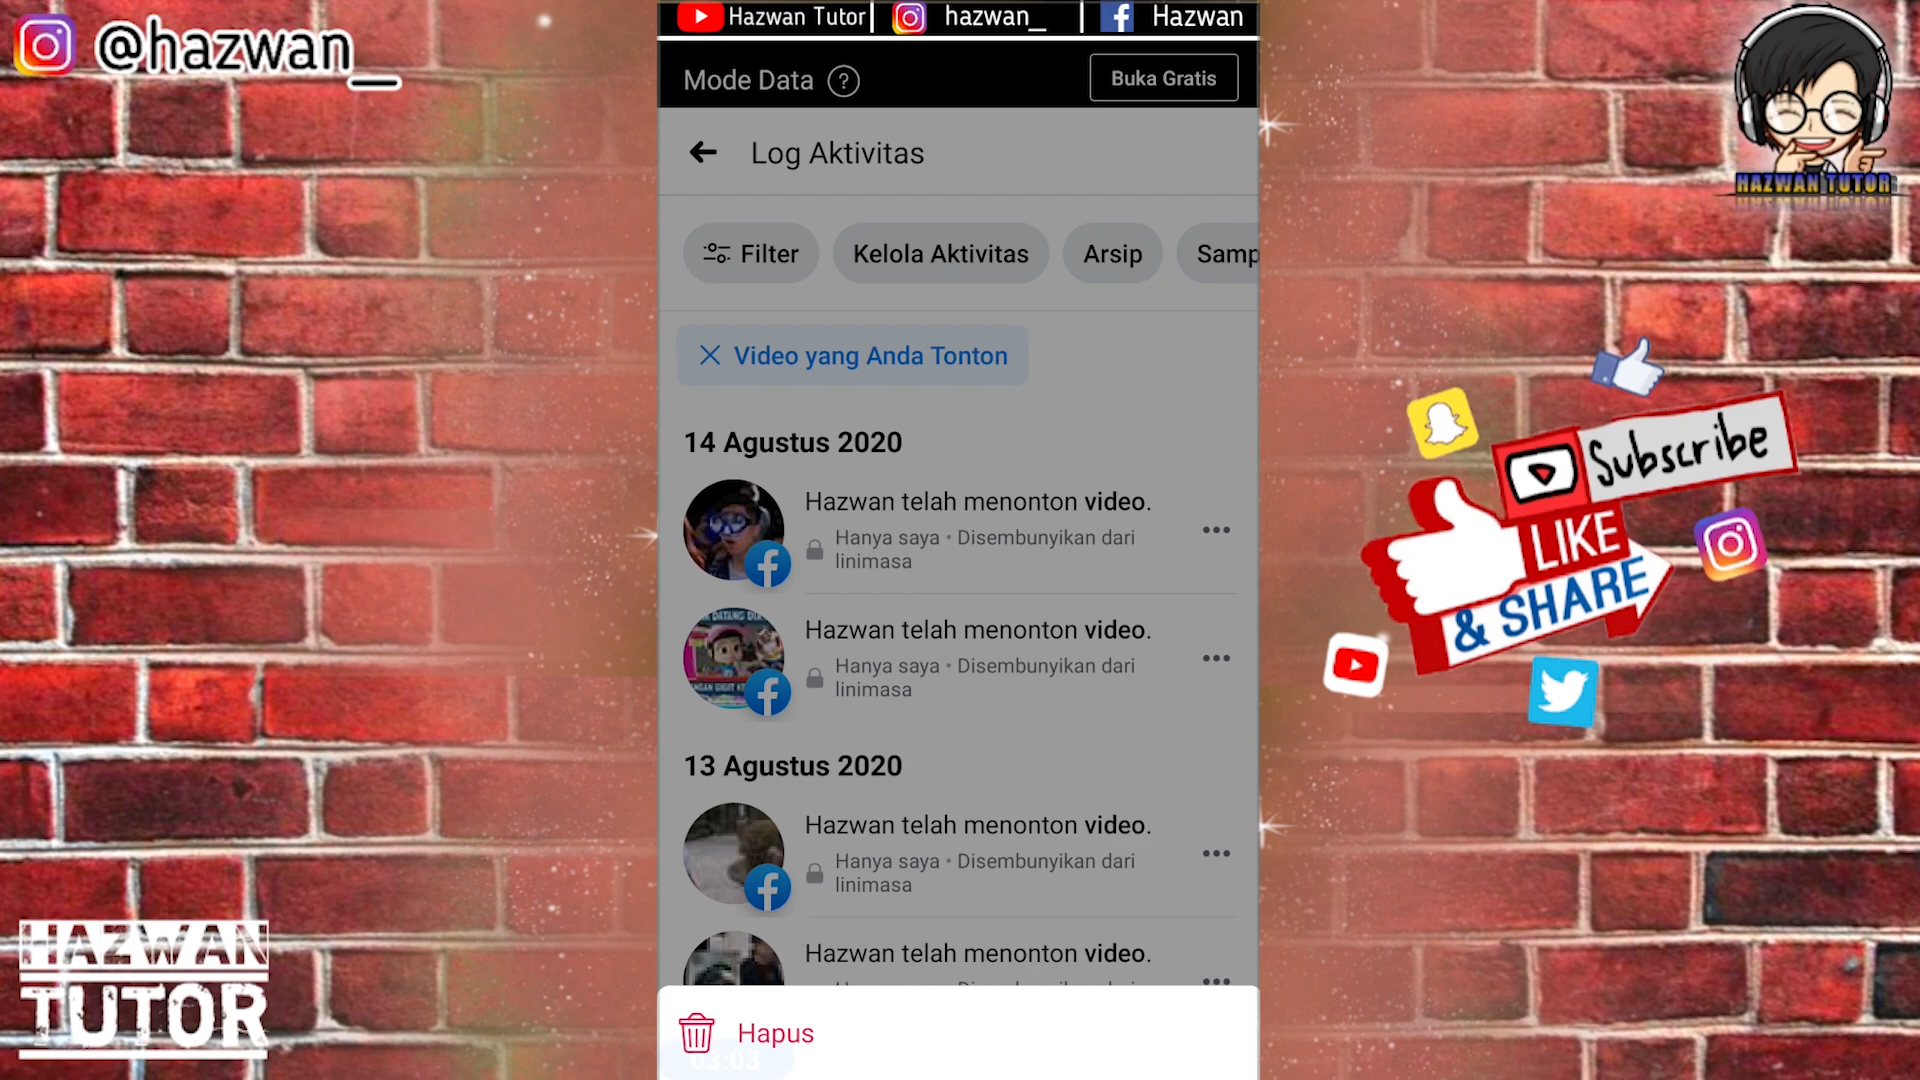 @hazwan_
Hazwan Tutor | hazwan_ | Hazwan
Mode Data ? Buka Gratis
Log Aktivitas
Filter Kelola Aktivitas Arsip Samp
Video yang Anda Tonton
14 Agustus 2020
Hazwan telah menonton video.
Hanya saya • Disembunyikan dari
linimasa
Hazwan telah menonton video.
Hanya saya • Disembunyikan dari
linimasa
13 Agustus 2020
Hazwan telah menonton video.
Hanya saya • Disembunyikan dari
linimasa
Hazwan telah menonton video.
Hapus
03:03
HAZWAN TUTOR
Subscribe
LIKE
& SHARE
HAZWAN
TUTOR